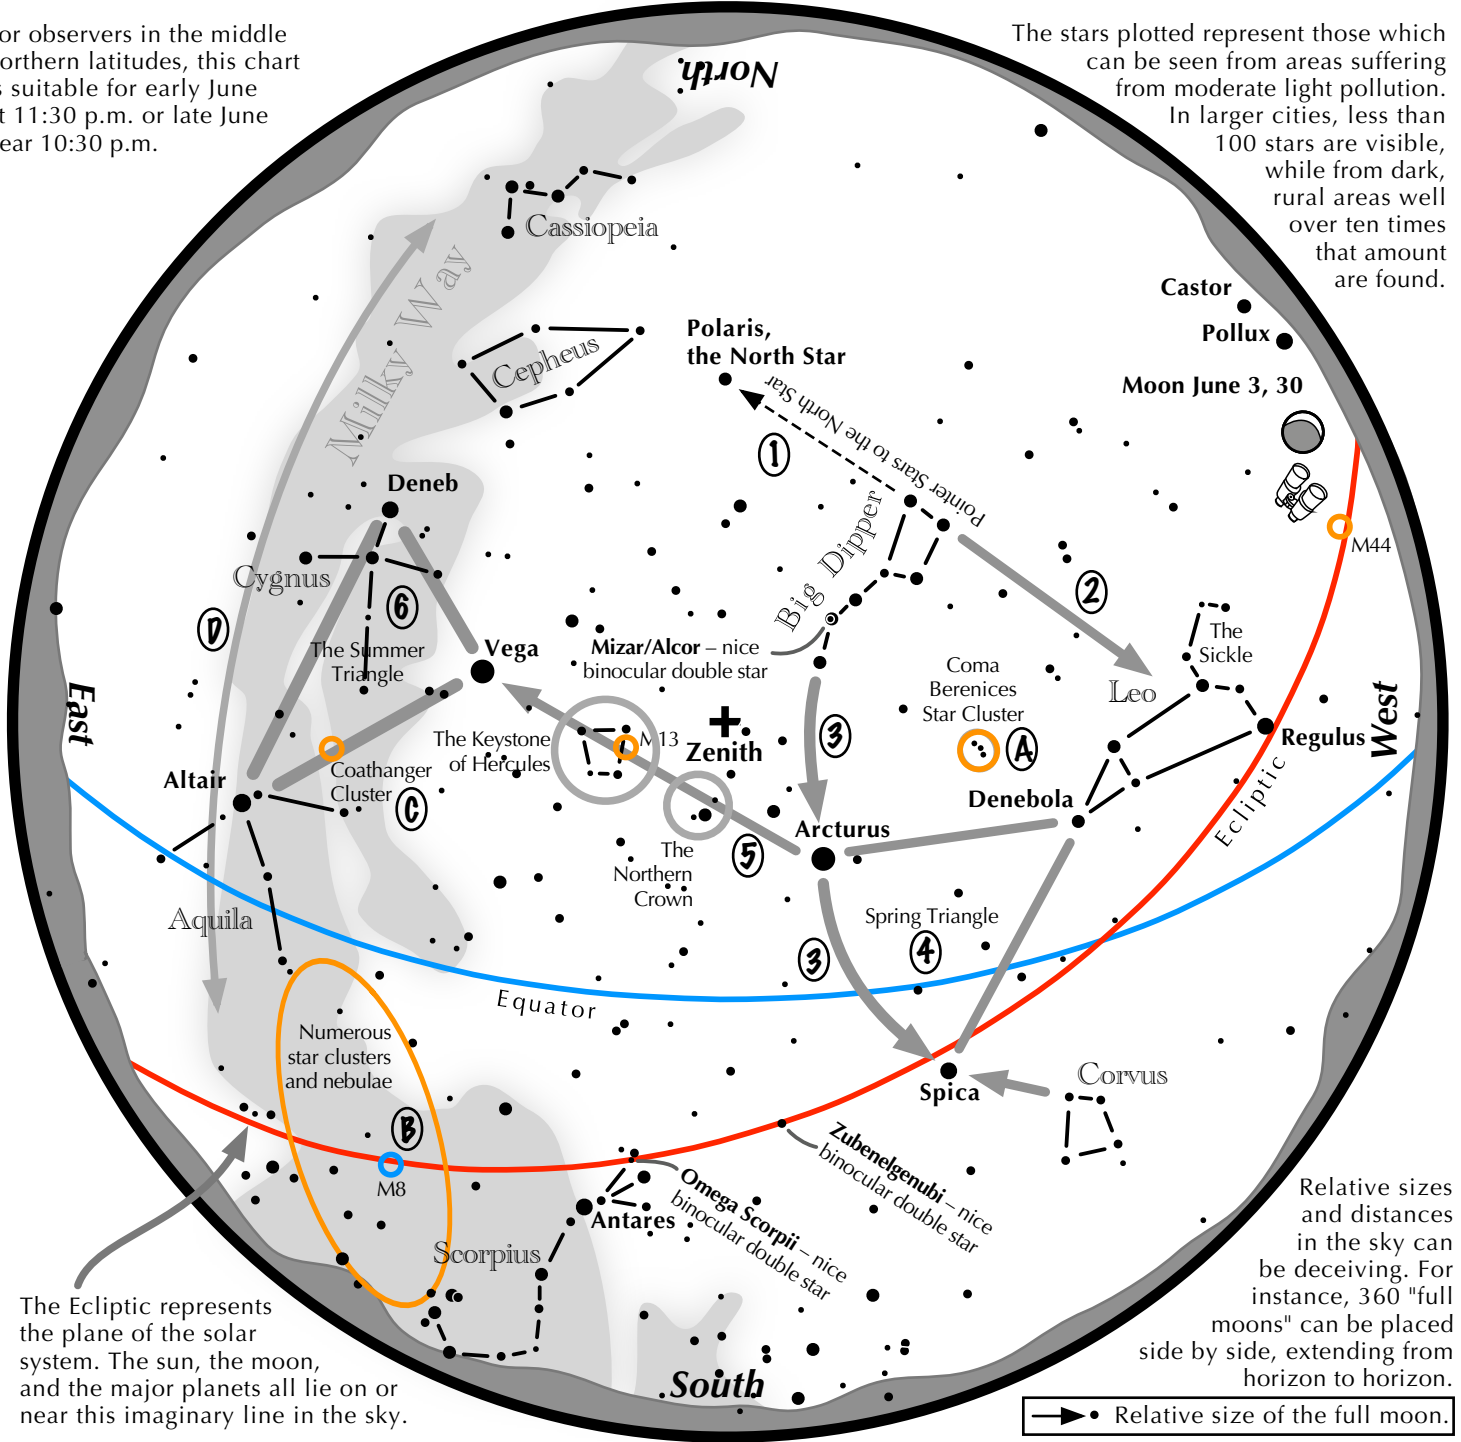 or observers in the middle
orthern latitudes, this chart
s suitable for early June
t 11:30 p.m. or late June
ear 10:30 p.m.
The stars plotted represent those which
can be seen from areas suffering
from moderate light pollution.
In larger cities, less than
100 stars are visible,
while from dark,
rural areas well
over ten times
that amount
are found.
North
Cassiopeia
Milky Way
Castor
Pollux
Polaris,
the North Star
Cepheus
Moon June 3, 30
Pointer Stars to the North Star
1
Deneb
Big Dipper
M44
Cygnus
2
6
D
The Summer
Triangle
Vega
Mizar/Alcor – nice
binocular double star
The
Sickle
Coma
Berenices
Star Cluster
Leo
East
West
The Keystone
of Hercules
M13
Zenith
3
A
Regulus
Altair
Coathanger
Cluster
C
Denebola
Ecliptic
Arcturus
5
The
Northern
Crown
Aquila
Spring Triangle
4
3
Equator
Numerous
star clusters
and nebulae
Spica
Corvus
B
M8
Zubenelgenubi – nice
binocular double star
Omega Scorpii – nice
binocular double star
Antares
Scorpius
South
The Ecliptic represents
the plane of the solar
system. The sun, the moon,
and the major planets all lie on or
near this imaginary line in the sky.
Relative sizes
and distances
in the sky can
be deceiving. For
instance, 360 "full
moons" can be placed
side by side, extending from
horizon to horizon.
Relative size of the full moon.